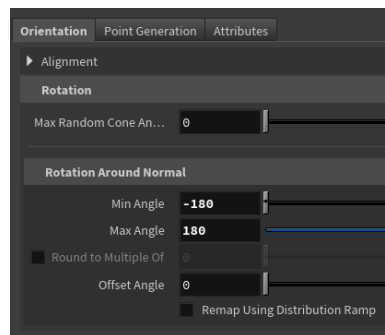 Orientation Point Generation Attributes
Alignment
Rotation
Max Random Cone An... 0
Rotation Around Normal
Min Angle -180
Max Angle 180
Round to Multiple Of 0
Offset Angle 0
Remap Using Distribution Ramp